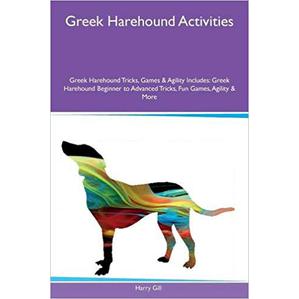 Greek Harehound Activities
Greek Harehound Tricks, Games & Agility Includes: Greek
Harehound Beginner to Advanced Tricks, Fun Games, Agility &
More
Harry Gill